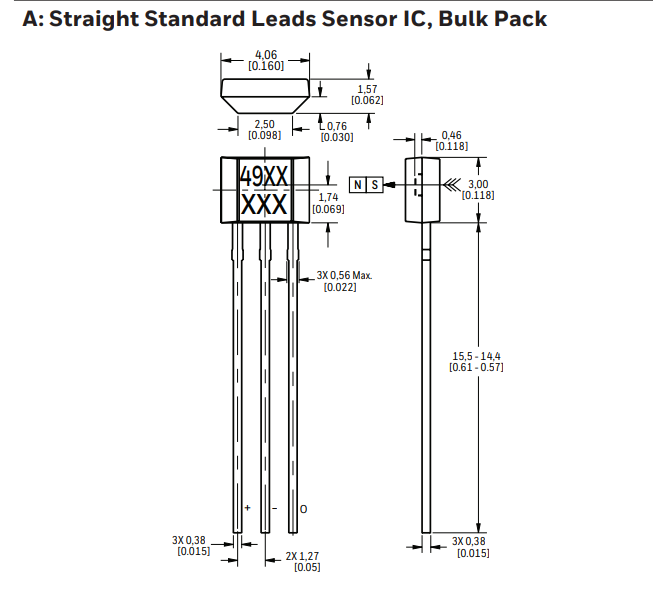 A: Straight Standard Leads Sensor IC, Bulk Pack
4,06
[0.160]
1,57
[0.062]
2,50
[0.098]
0,76
[0.030]
0,46
[0.118]
49XX
XXX
1,74
[0.069]
N S
3,00
[0.118]
3X 0,56 Max.
[0.022]
15,5 - 14,4
[0.61 - 0.57]
+ - O
3X 0,38
[0.015]
2X 1,27
[0.05]
3X 0,38
[0.015]